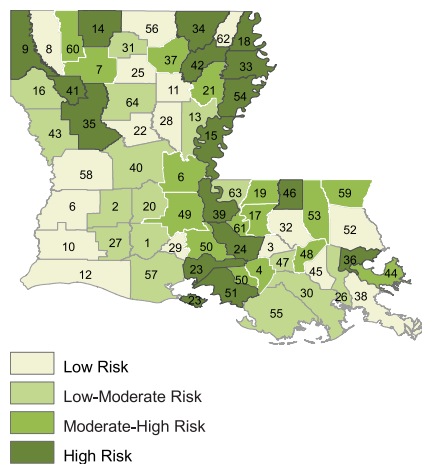 9 8 60 14 31 56 37 34 42 62 18
7 25 33
16 41 64 11 21 54
43 35 22 28 13 15
58 40 6
6 2 20 49 39 63 19 46 59
61 17 32 53 52
10 27 1 29 50 24 3 48 36
12 57 23 50 4 47 45 44
23 51 55 30 26 38
Low Risk
Low-Moderate Risk
Moderate-High Risk
High Risk